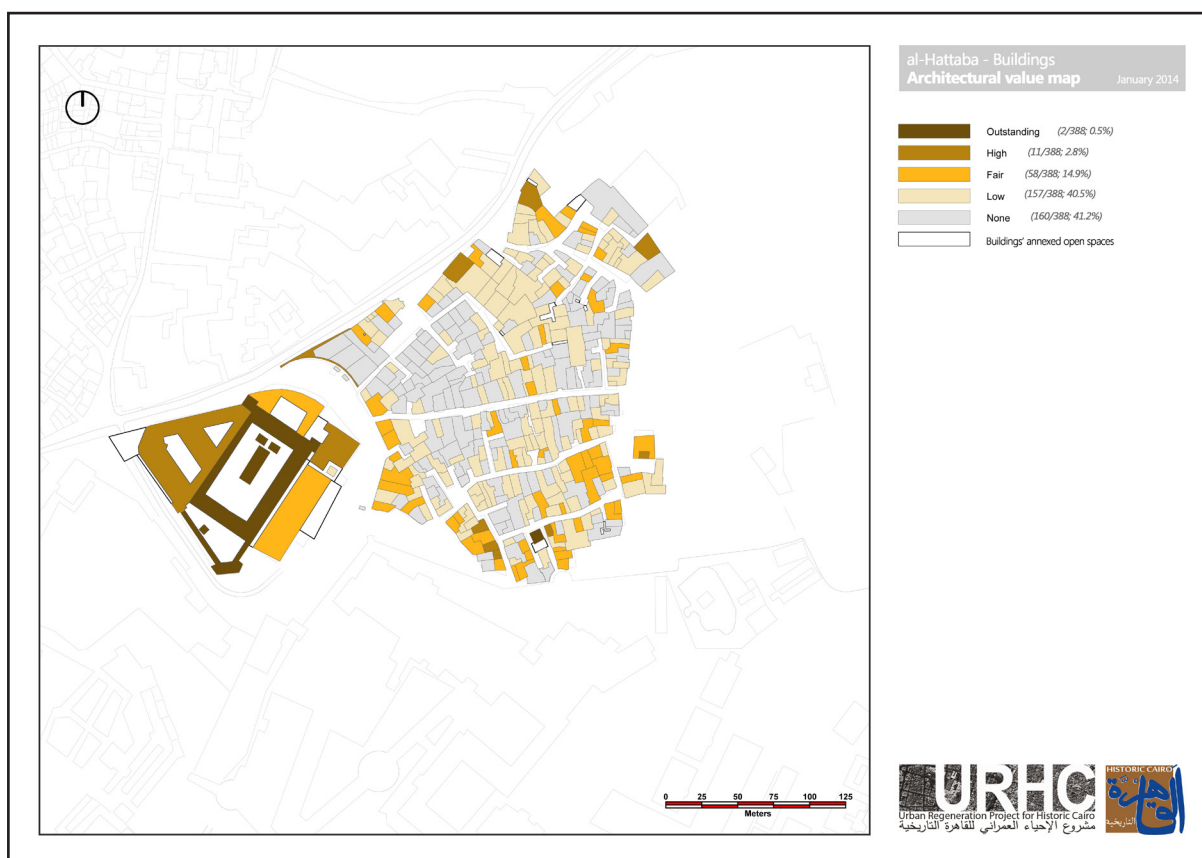 al-Hattaba - Buildings
Architectural value map January 2014
Outstanding (2/388; 0.5%)
High (11/388; 2.8%)
Fair (58/388; 14.9%)
Low (157/388; 40.5%)
None (160/388; 41.2%)
Buildings' annexed open spaces
0 25 50 75 100 125
Meters
URHC
Urban Regeneration Project for Historic Cairo
مشروع الإحياء العمراني للقاهرة التاريخية
HISTORIC CAIRO
القاهرة
التاريخية